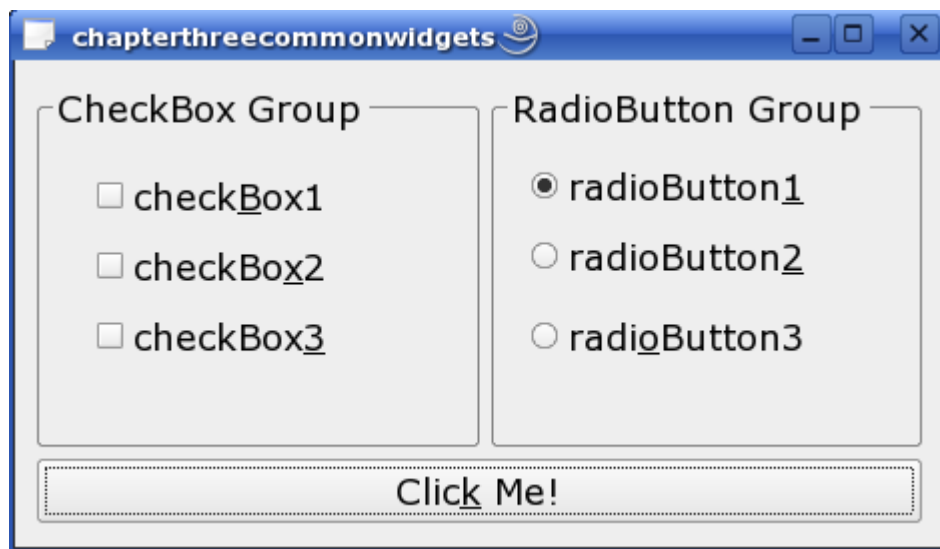 chapterthreecommonwidgets
CheckBox Group
checkBox1
checkBox2
checkBox3
RadioButton Group
radioButton1
radioButton2
radioButton3
Click Me!